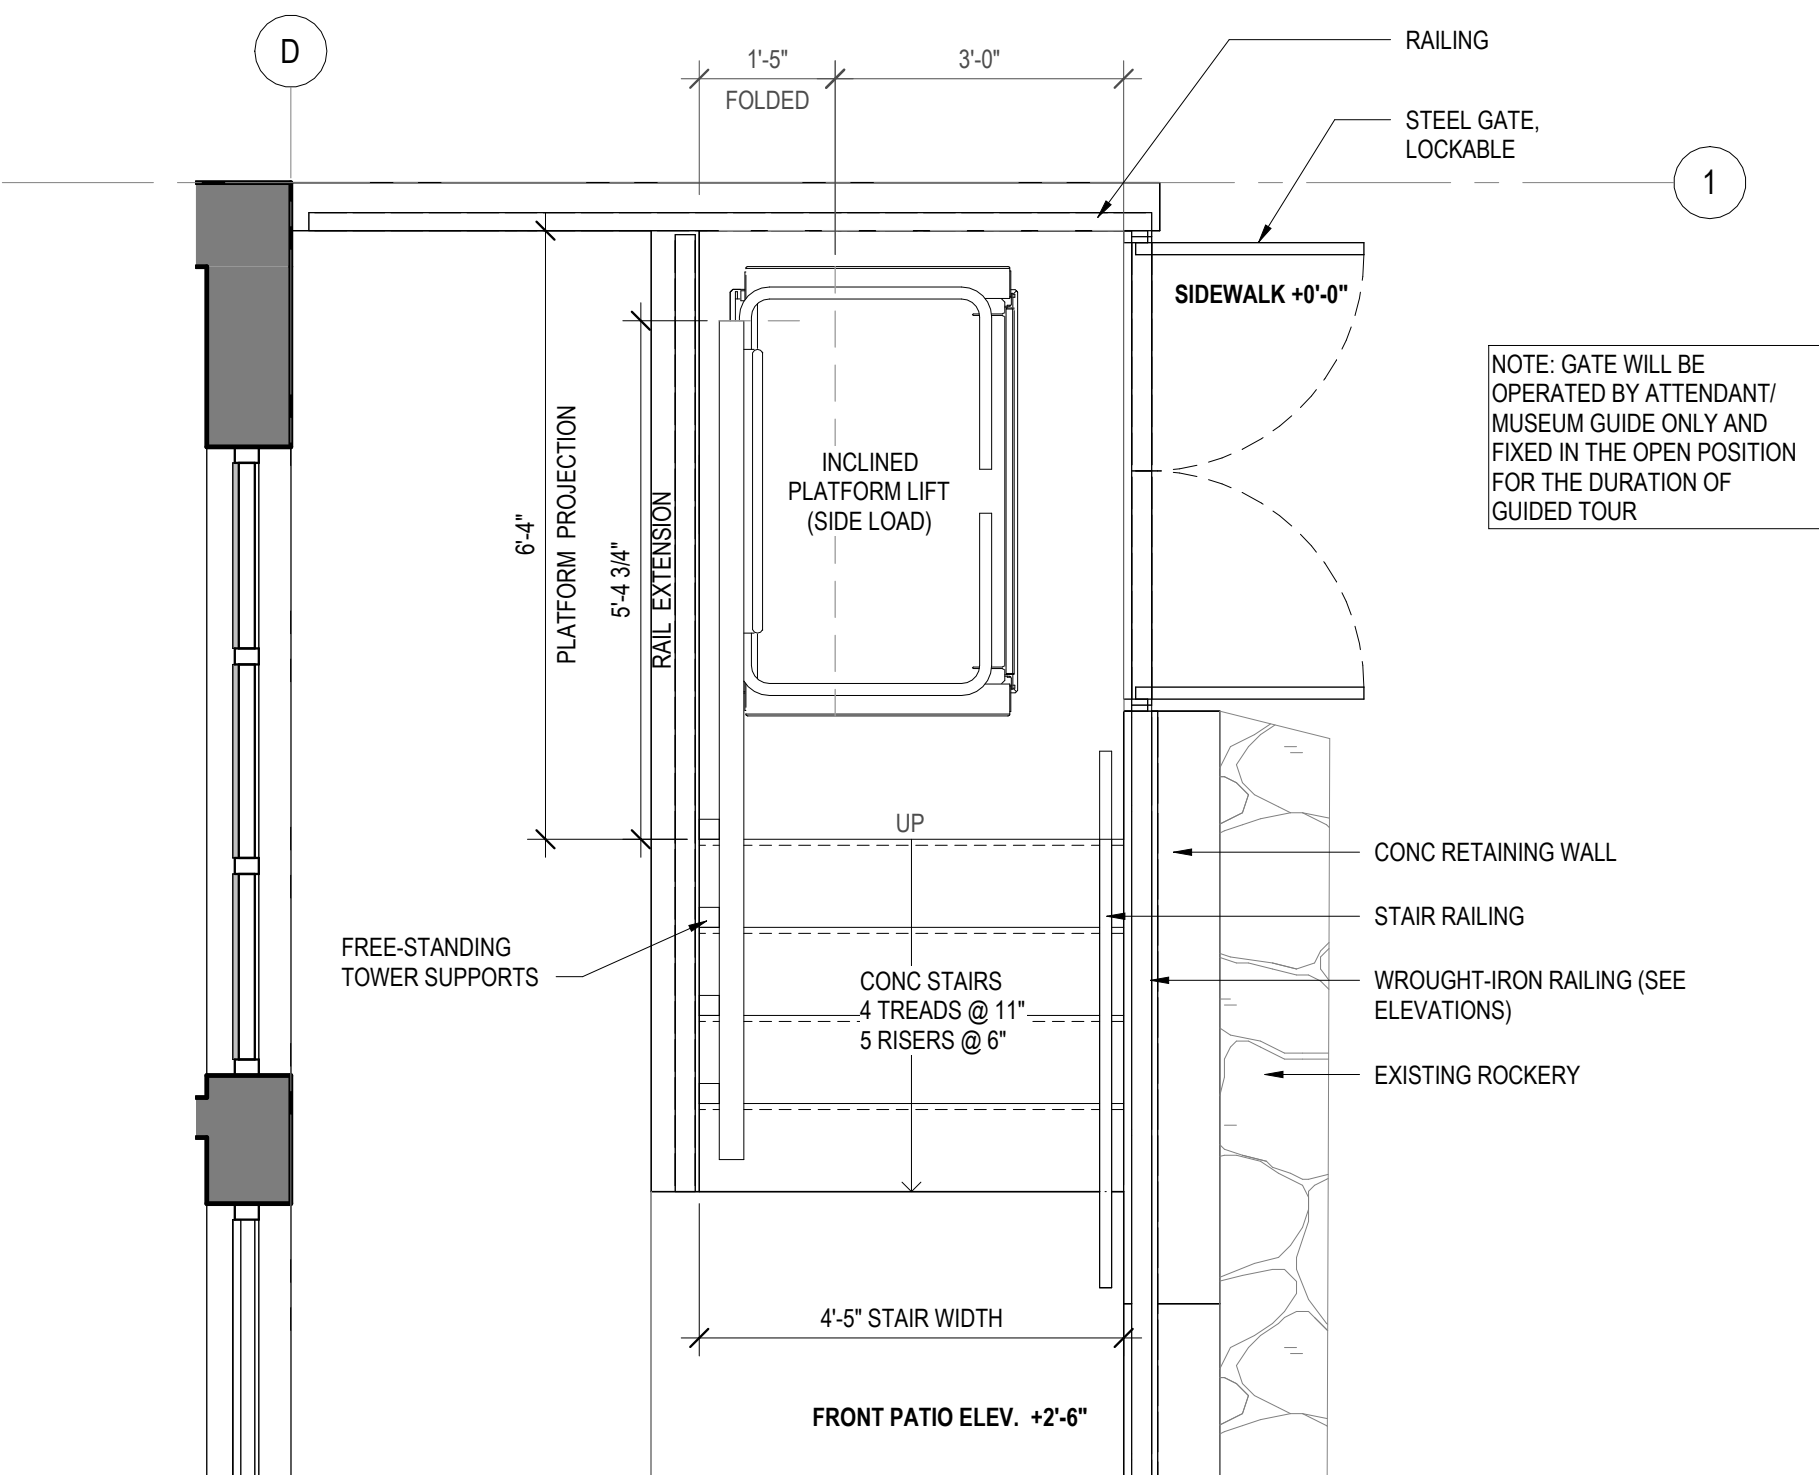 D
1'-5"
FOLDED
3'-0"
RAILING
STEEL GATE,
LOCKABLE
1
SIDEWALK +0'-0"
NOTE: GATE WILL BE
OPERATED BY ATTENDANT/
MUSEUM GUIDE ONLY AND
FIXED IN THE OPEN POSITION
FOR THE DURATION OF
GUIDED TOUR
6'-4"
PLATFORM PROJECTION
5'-4 3/4"
RAIL EXTENSION
INCLINED
PLATFORM LIFT
(SIDE LOAD)
UP
CONC RETAINING WALL
STAIR RAILING
FREE-STANDING
TOWER SUPPORTS
CONC STAIRS
4 TREADS @ 11"
5 RISERS @ 6"
WROUGHT-IRON RAILING (SEE
ELEVATIONS)
EXISTING ROCKERY
4'-5" STAIR WIDTH
FRONT PATIO ELEV. +2'-6"